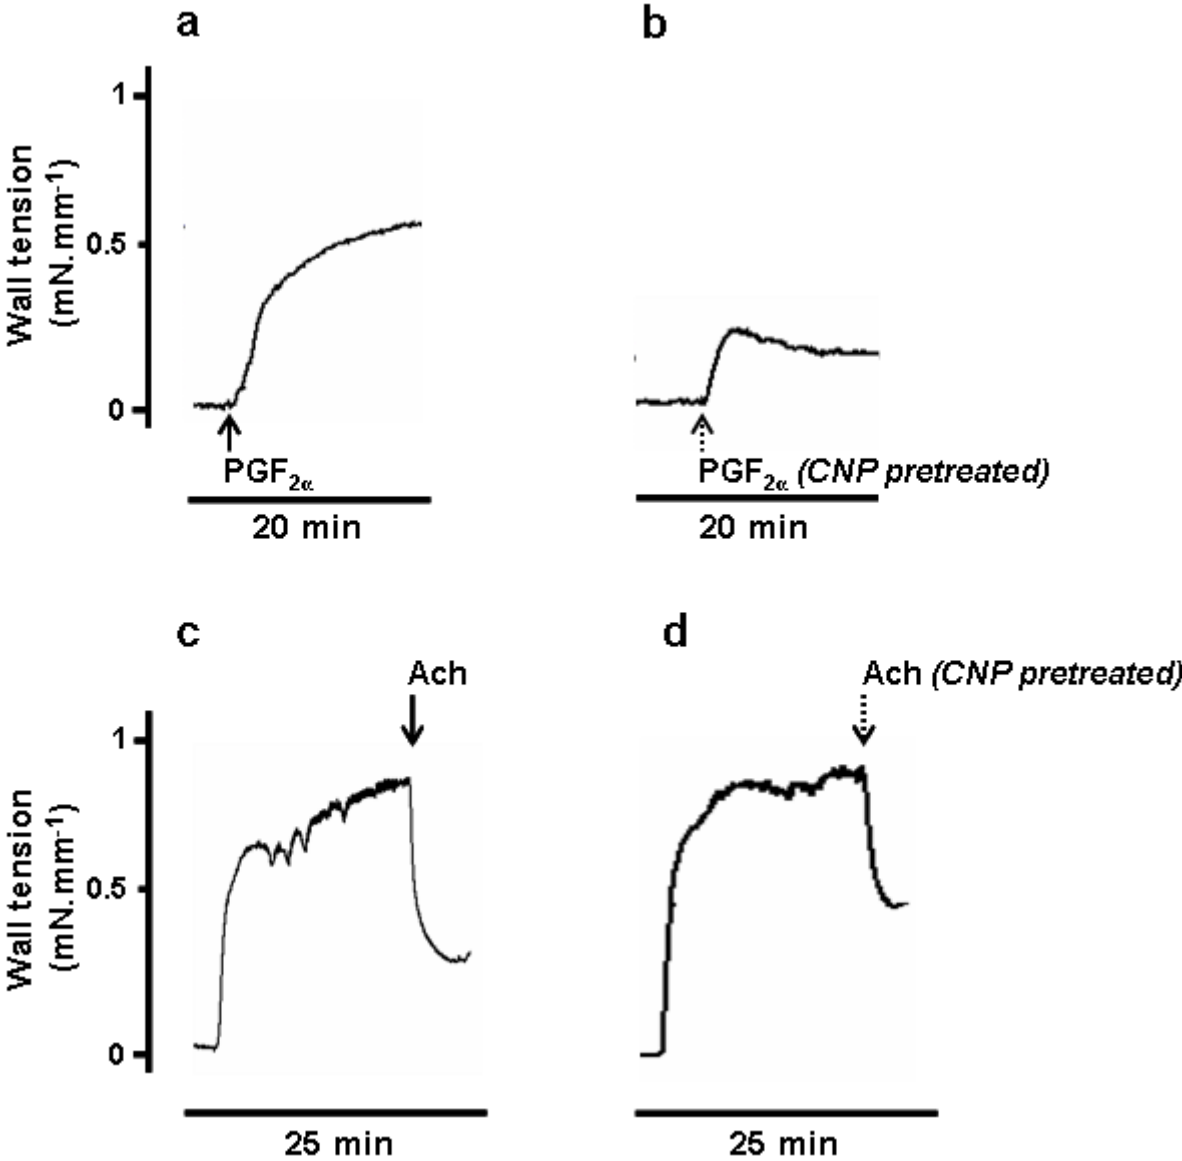 a
b
1
0.5
0
Wall tension
(mN.mm-1)
PGF2α
PGF2α (CNP pretreated)
20 min
20 min
c
d
Ach
Ach (CNP pretreated)
1
0.5
0
Wall tension
(mN.mm-1)
25 min
25 min